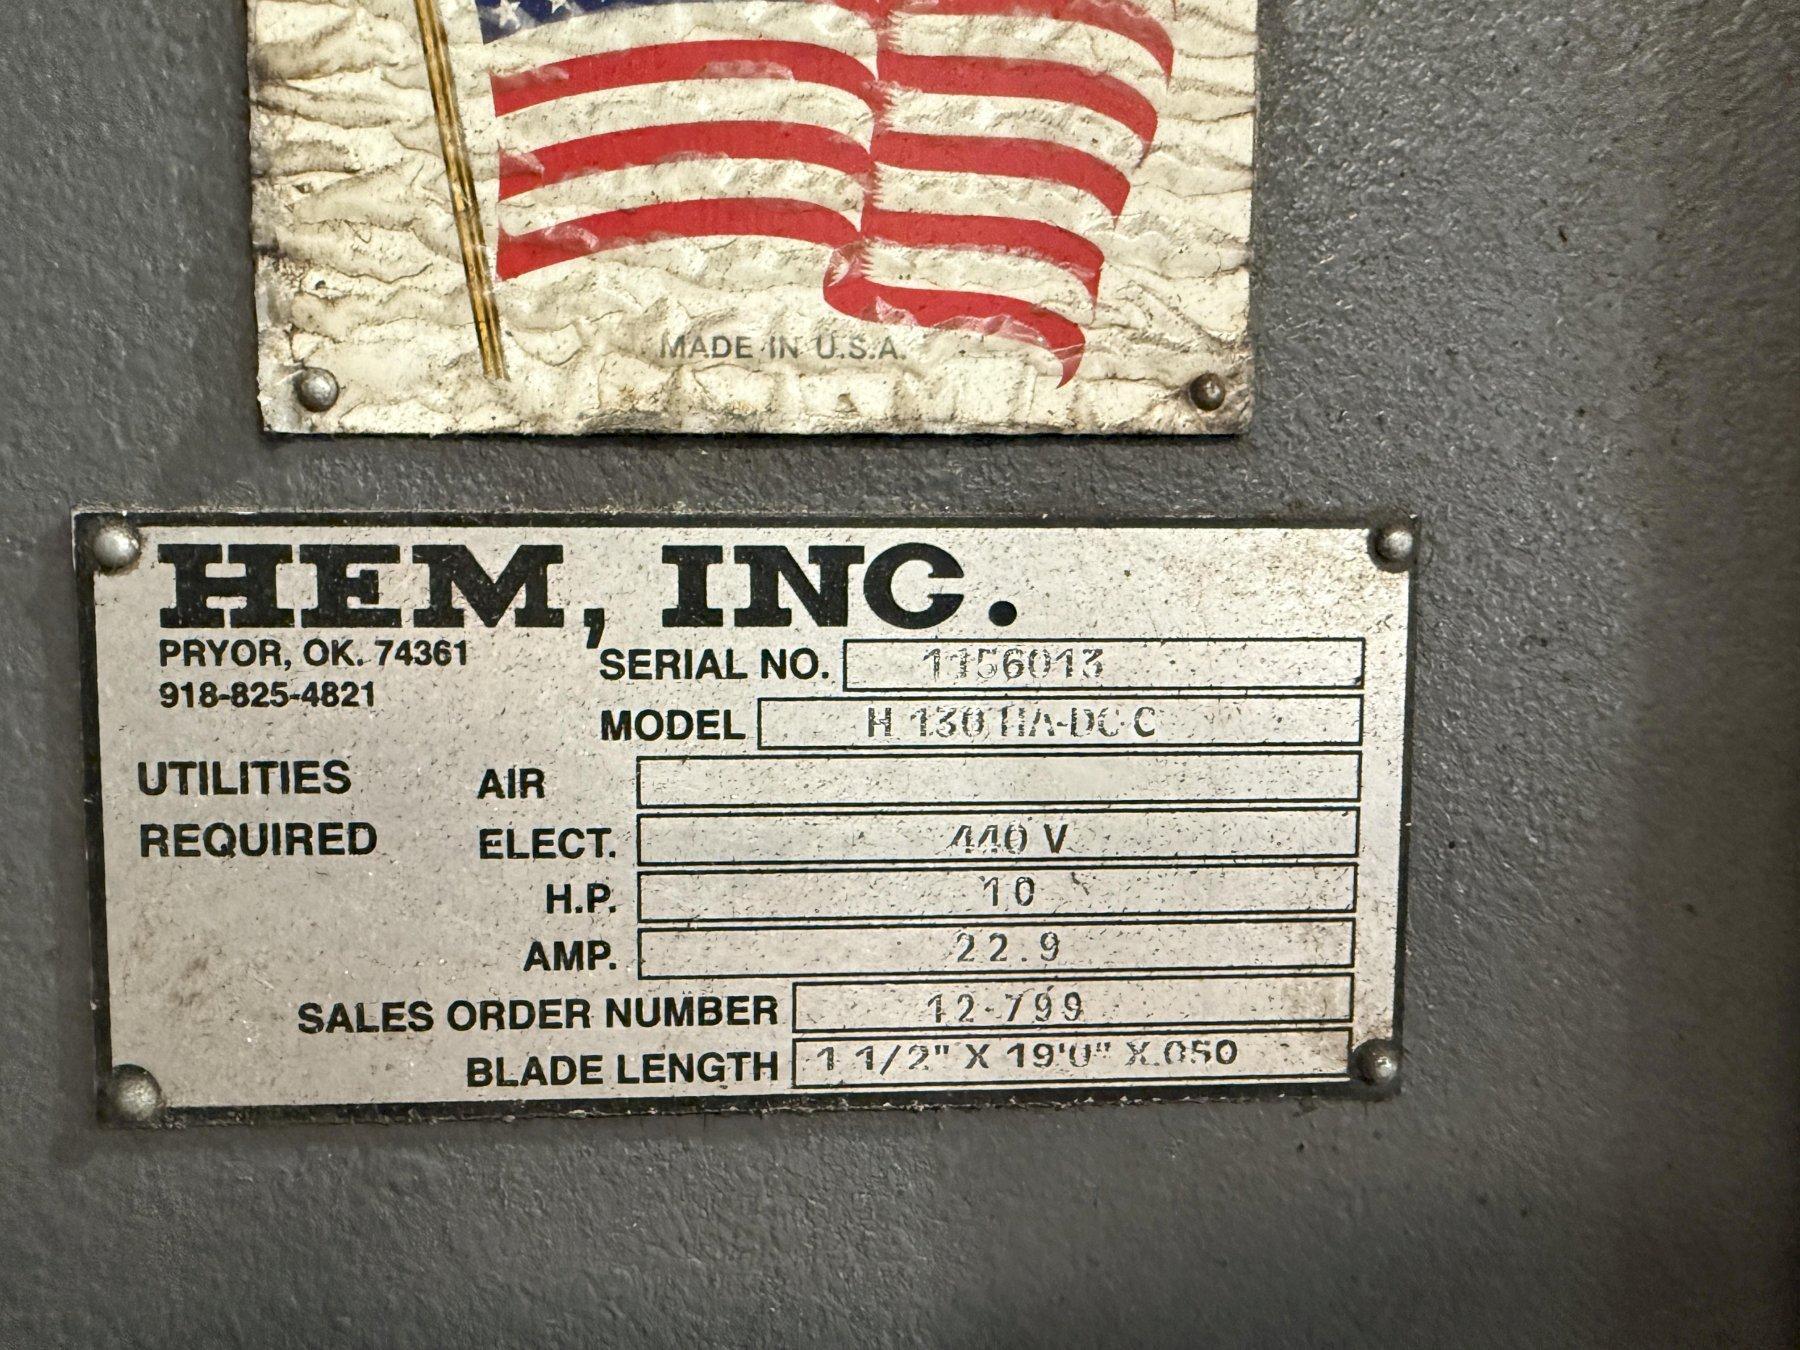 MADE IN U.S.A.
HEM, INC.
PRYOR, OK. 74361
918-825-4821
SERIAL NO. 1156013
MODEL H 130 HA-DC-C
UTILITIES REQUIRED
AIR
ELECT. 440 V
H.P. 10
AMP. 22.9
SALES ORDER NUMBER 12-799
BLADE LENGTH 1 1/2" X 19'0" X.050